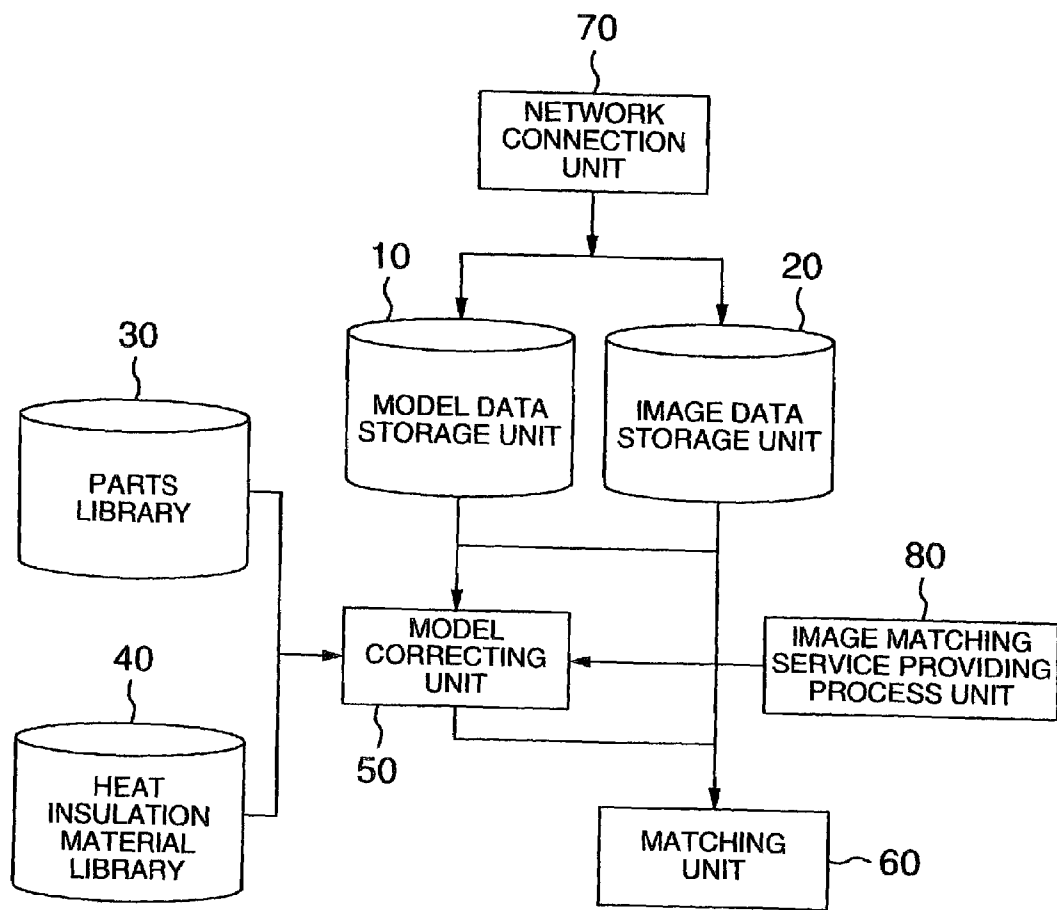 70
NETWORK
CONNECTION
UNIT
10
20
30
MODEL DATA
STORAGE UNIT
IMAGE DATA
STORAGE UNIT
PARTS
LIBRARY
80
MODEL
CORRECTING
UNIT
IMAGE MATCHING
SERVICE PROVIDING
PROCESS UNIT
40
50
HEAT
INSULATION
MATERIAL
LIBRARY
MATCHING
UNIT
60